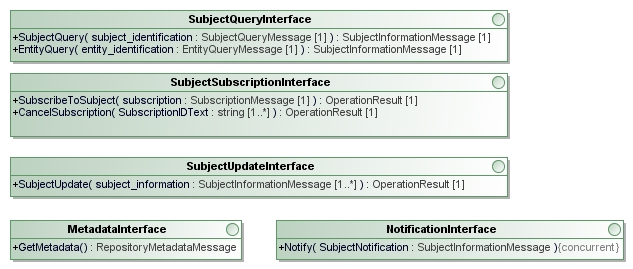 SubjectQueryInterface
+SubjectQuery( subject_identification : SubjectQueryMessage [1] ) : SubjectInformationMessage [1]
+EntityQuery( entity_identification : EntityQueryMessage [1] ) : SubjectInformationMessage [1]
SubjectSubscriptionInterface
+SubscribeToSubject( subscription : SubscriptionMessage [1] ) : OperationResult [1]
+CancelSubscription( SubscriptionIDText : string [1..*] ) : OperationResult [1]
SubjectUpdateInterface
+SubjectUpdate( subject_information : SubjectInformationMessage [1..*] ) : OperationResult [1]
MetadataInterface
+GetMetadata() : RepositoryMetadataMessage
NotificationInterface
+Notify( SubjectNotification : SubjectInformationMessage ){concurrent}